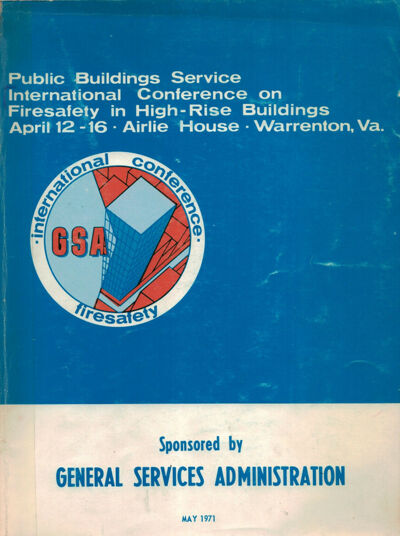 Public Buildings Service
International Conference on
Firesafety in High-Rise Buildings
April 12 - 16 · Airlie House · Warrenton, Va.
· international conference ·
GSA
firesafety
Sponsored by
GENERAL SERVICES ADMINISTRATION
MAY 1971